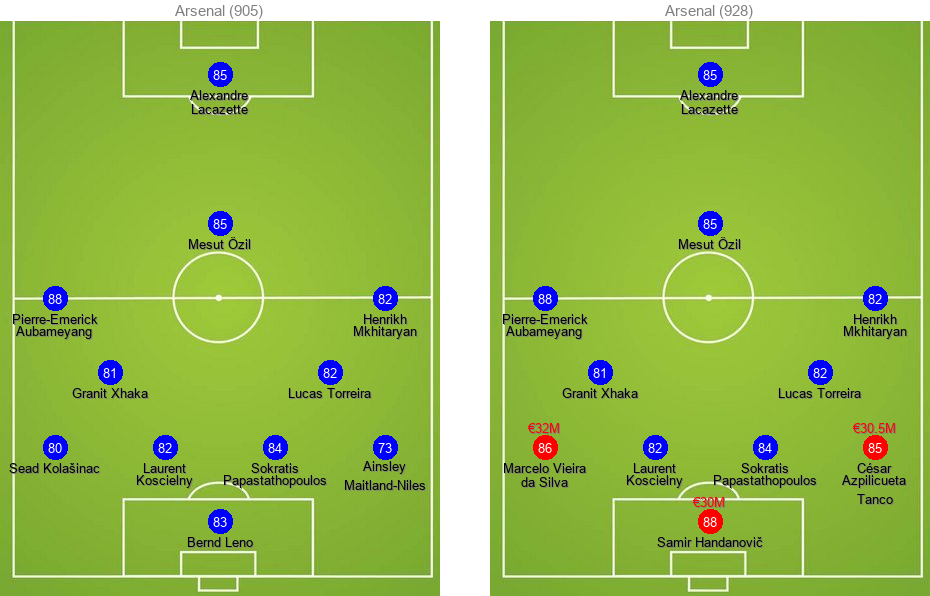 Arsenal (905)
85
Alexandre
Lacazette
85
Mesut Özil
88
Pierre-Emerick
Aubameyang
82
Henrikh
Mkhitaryan
81
Granit Xhaka
82
Lucas Torreira
80
Sead Kolašinac
82
Laurent
Koscielny
84
Sokratis
Papastathopoulos
73
Ainsley
Maitland-Niles
83
Bernd Leno
Arsenal (928)
85
Alexandre
Lacazette
85
Mesut Özil
88
Pierre-Emerick
Aubameyang
82
Henrikh
Mkhitaryan
81
Granit Xhaka
82
Lucas Torreira
€32M
86
Marcelo Vieira
da Silva
82
Laurent
Koscielny
84
Sokratis
Papastathopoulos
€30.5M
85
César
Azpilicueta
Tanco
€30M
88
Samir Handanovič